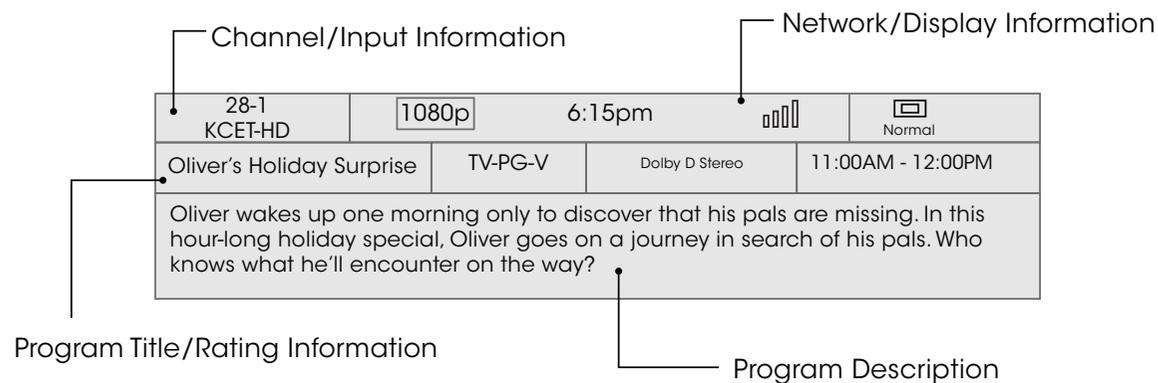 Channel/Input Information
Network/Display Information
28-1
KCET-HD
1080p
6:15pm
Normal
Oliver's Holiday Surprise
TV-PG-V
Dolby D Stereo
11:00AM - 12:00PM
Oliver wakes up one morning only to discover that his pals are missing. In this
hour-long holiday special, Oliver goes on a journey in search of his pals. Who
knows what he'll encounter on the way?
Program Title/Rating Information
Program Description